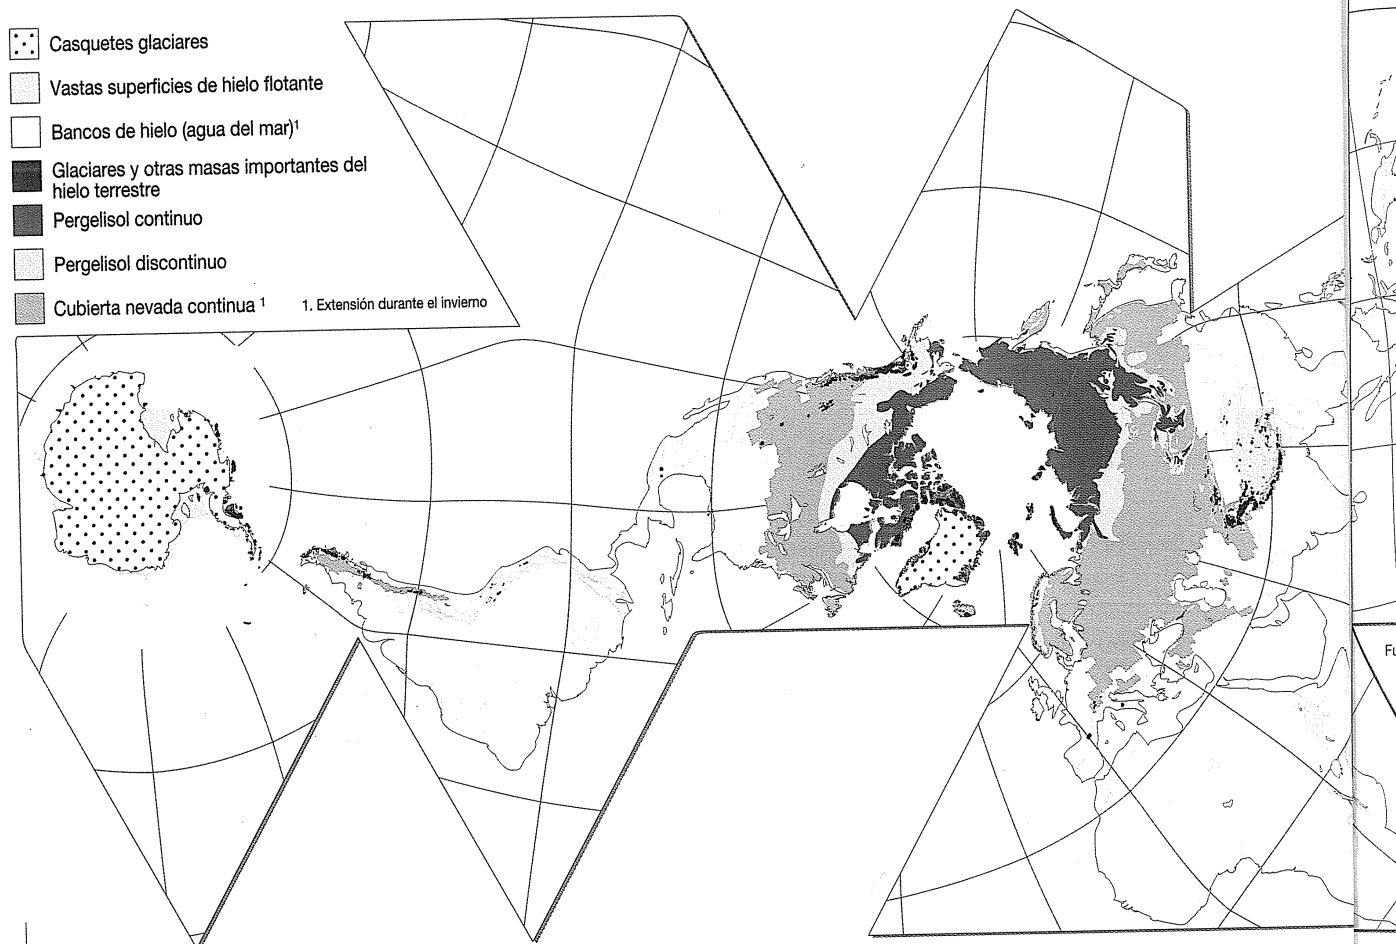 Casquetes glaciares
Vastas superficies de hielo flotante
Bancos de hielo (agua del mar)¹
Glaciares y otras masas importantes del
hielo terrestre
Pergelisol continuo
Pergelisol discontinuo
Cubierta nevada continua ¹
1. Extensión durante el invierno